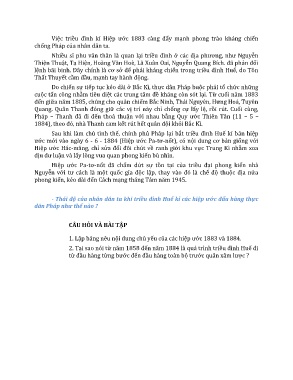 Việc triều đình kí Hiệp ước 1883 càng đẩy mạnh phong trào kháng chiến
chống Pháp của nhân dân ta.
Nhiều sĩ phu văn thân là quan lại triều đình ở các địa phương, như Nguyễn
Thiện Thuật, Tạ Hiện, Hoàng Văn Hoè, Lã Xuân Oai, Nguyễn Quang Bích. đã phản đối
lệnh bãi binh. Đây chính là cơ sở để phái kháng chiến trong triều đình Huế, do Tôn
Thất Thuyết cầm đầu, mạnh tay hành động.
Do chiến sự tiếp tục kéo dài ở Bắc Kì, thực dân Pháp buộc phải tổ chức những
cuộc tấn công nhằm tiêu diệt các trung tâm đề kháng còn sót lại. Từ cuối năm 1883
đến giữa năm 1885, chúng cho quân chiếm Bắc Ninh, Thái Nguyên, Hưng Hoá, Tuyên
Quang. Quân Thanh đóng giữ các vị trí này chỉ chống cự lấy lệ, rồi rút. Cuối cùng,
Pháp – Thanh đã đi đến thoả thuận với nhau bằng Quy ước Thiên Tân (11 – 5 –
1884), theo đó, nhà Thanh cam kết rút hết quân đội khỏi Bắc Kì.
Sau khi làm chủ tình thế, chính phủ Pháp lại bắt triều đình Huế kí bản hiệp
ước mới vào ngày 6 - 6 - 1884 (Hiệp ước Pa-tơ-nốt), có nội dung cơ bản giống với
Hiệp ước Hác-măng, chỉ sửa đổi đôi chút về ranh giới khu vực Trung Kì nhằm xoa
dịu dư luận và lấy lòng vua quan phong kiến bù nhìn.
Hiệp ước Pa-tơ-nốt đã chấm dứt sự tồn tại của triều đại phong kiến nhà
Nguyễn với tư cách là một quốc gia độc lập, thay vào đó là chế độ thuộc địa nửa
phong kiến, kéo dài đến Cách mạng tháng Tám năm 1945.
- Thái độ của nhân dân ta khi triều đình Huế kí các hiệp ước đầu hàng thực
dân Pháp như thế nào ?
CÂU HỎI VÀ BÀI TẬP
1. Lập bảng nêu nội dung chủ yếu của các hiệp ước 1883 và 1884.
2. Tại sao nói từ năm 1858 đến năm 1884 là quá trình triều đình Huế đi
từ đầu hàng từng bước đến đầu hàng toàn bộ trước quân xâm lược ?